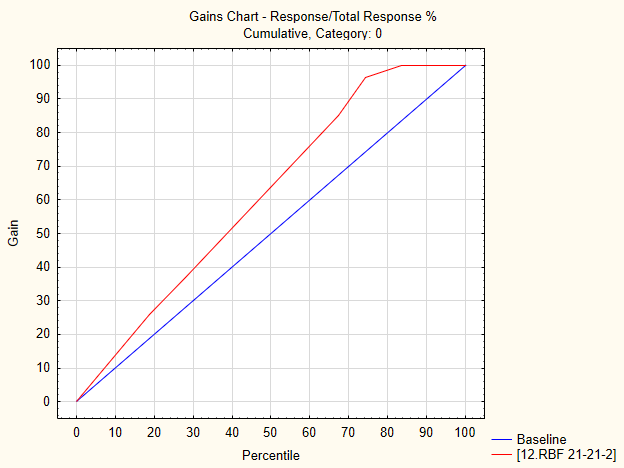 Gains Chart - Response/Total Response %
Cumulative, Category: 0
100
90
80
70
60
50
40
30
20
10
0
Gain
0 10 20 30 40 50 60 70 80 90 100
Percentile
Baseline
[12.RBF 21-21-2]